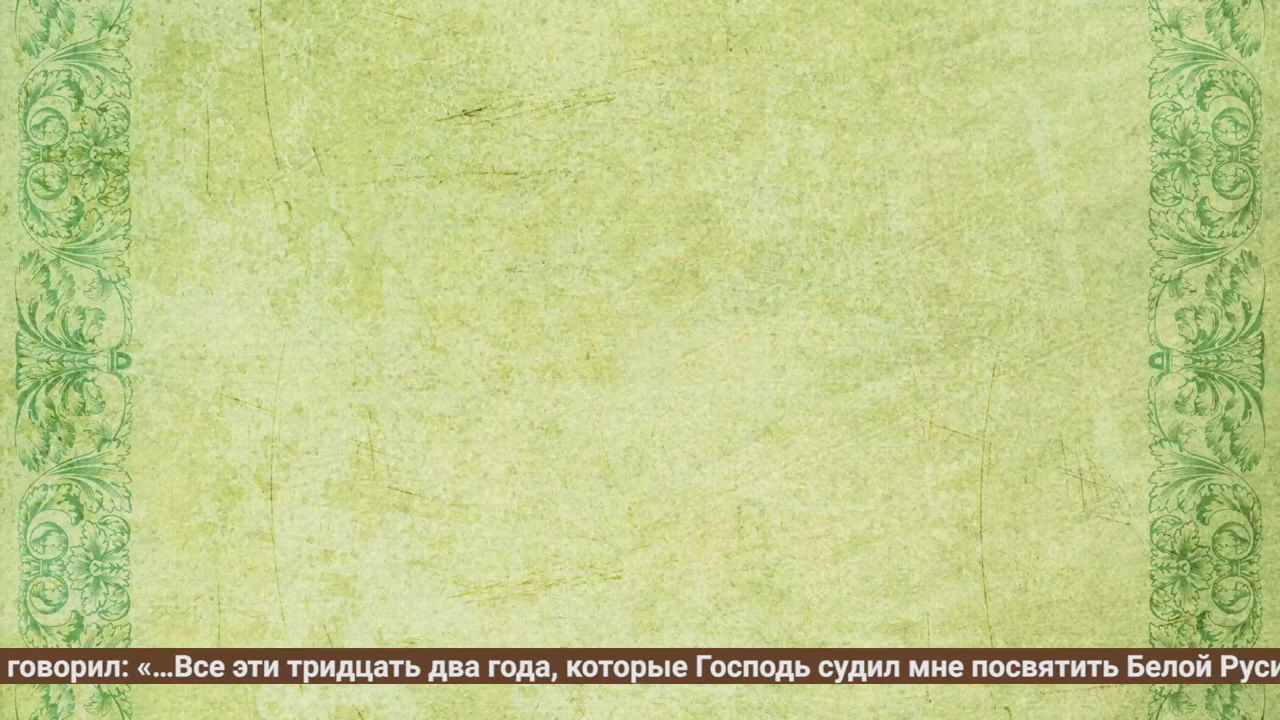 говорил: «...Все эти тридцать два года, которые Господь судил мне посвятить Белой Руси